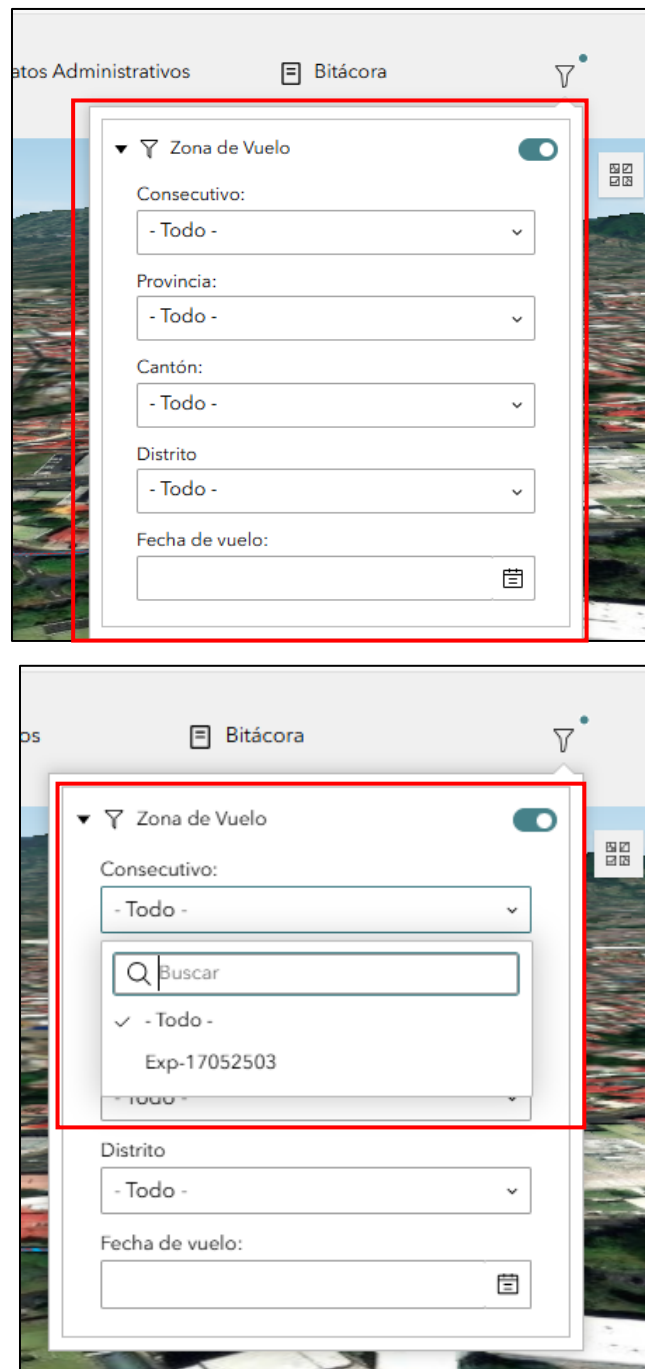 atos Administrativos Bitácora
Zona de Vuelo
Consecutivo:
- Todo -
Provincia:
- Todo -
Cantón:
- Todo -
Distrito
- Todo -
Fecha de vuelo:
os Bitácora
Zona de Vuelo
Consecutivo:
- Todo -
Buscar
- Todo -
Exp-17052503
- Todo -
Distrito
- Todo -
Fecha de vuelo: